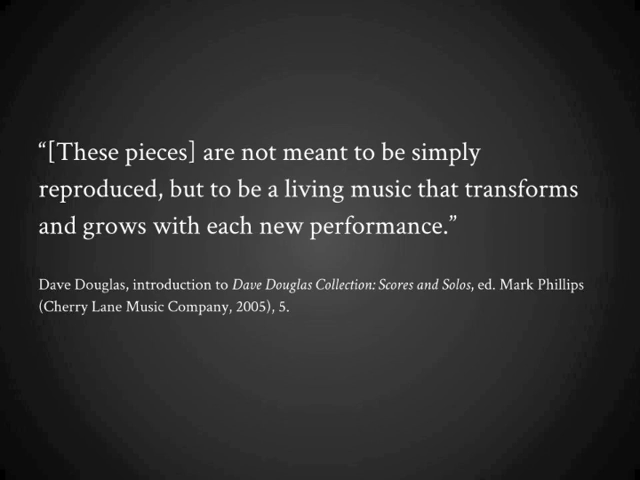 “[These pieces] are not meant to be simply
reproduced, but to be a living music that transforms
and grows with each new performance.”
Dave Douglas, introduction to Dave Douglas Collection: Scores and Solos, ed. Mark Phillips
(Cherry Lane Music Company, 2005), 5.